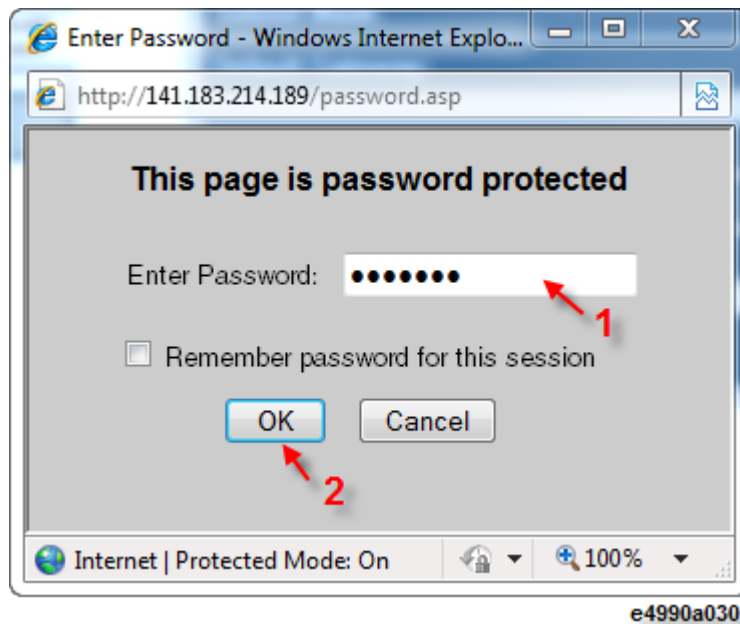 Enter Password - Windows Internet Explo...
http://141.183.214.189/password.asp
This page is password protected
Enter Password: ●●●●●●●
1
Remember password for this session
OK Cancel
2
Internet | Protected Mode: On 100%
e4990a030